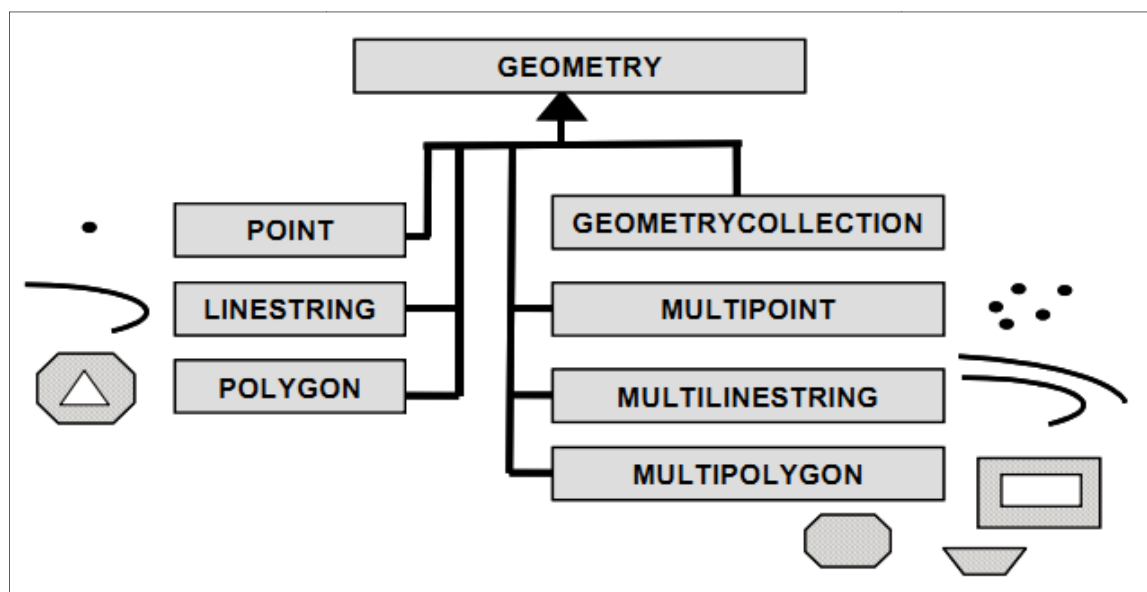 GEOMETRY
POINT
LINESTRING
POLYGON
GEOMETRYCOLLECTION
MULTIPOINT
MULTILINESTRING
MULTIPOLYGON